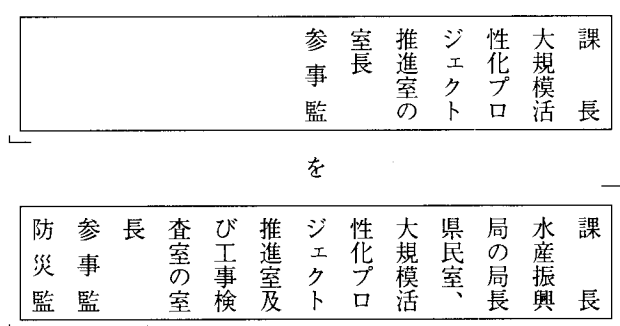 課長
大規模活
性化プロ
ジェクト
推進室の
室長
参事監
を
課長
水産振興
局の局長
県民室、
大規模活
性化プロ
ジェクト
推進室及
び工事検
査室の室
長
参事監
防災監